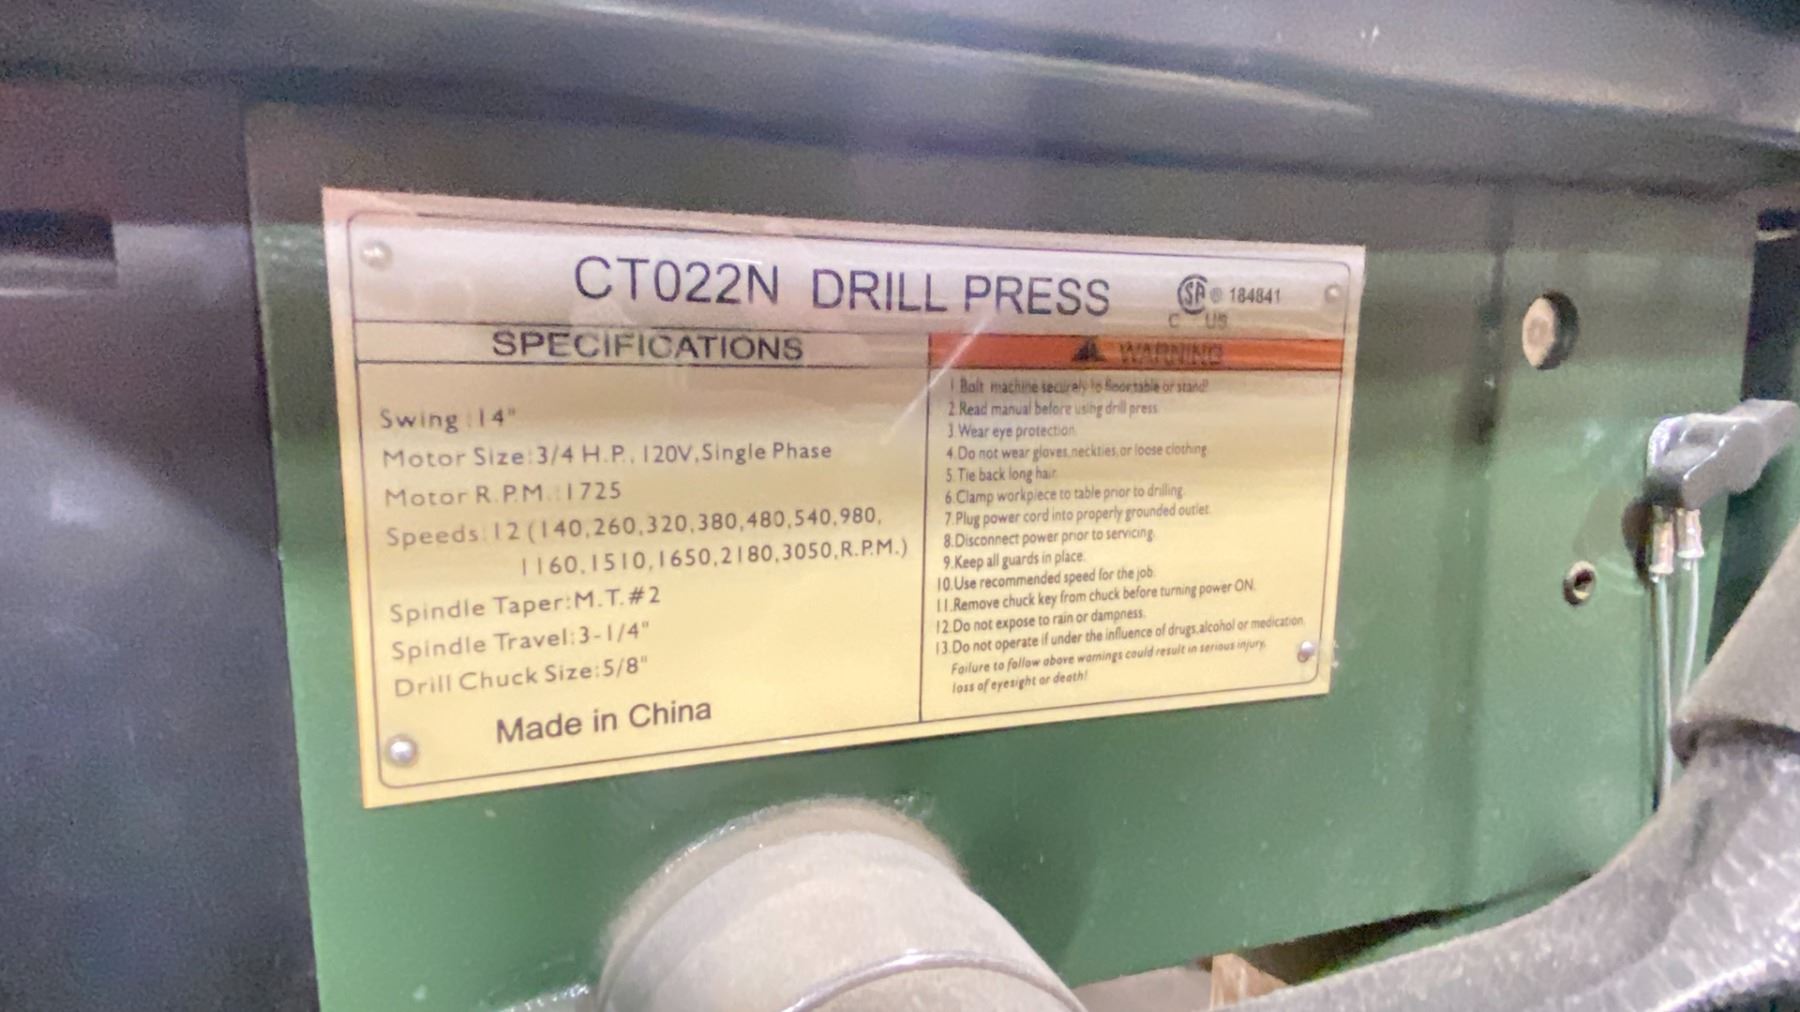 CT022N DRILL PRESS
SA ® 184841
C US
SPECIFICATIONS
Swing:14"
Motor Size:3/4 H.P., 120V,Single Phase
Motor R.P.M.:1725
Speeds:12 (140,260,320,380,480,540,980,
1160,1510,1650,2180,3050,R.P.M.)
Spindle Taper:M.T.#2
Spindle Travel:3-1/4"
Drill Chuck Size:5/8"
Made in China
WARNING
1.Bolt machine securely to floor,table or stand!
2.Read manual before using drill press.
3.Wear eye protection.
4.Do not wear gloves,neckties,or loose clothing.
5.Tie back long hair.
6.Clamp workpiece to table prior to drilling.
7.Plug power cord into properly grounded outlet.
8.Disconnect power prior to servicing.
9.Keep all guards in place.
10.Use recommended speed for the job.
11.Remove chuck key from chuck before turning power ON.
12.Do not expose to rain or dampness.
13.Do not operate if under the influence of drugs,alcohol or medication.
Failure to follow above warnings could result in serious injury,
loss of eyesight or death!